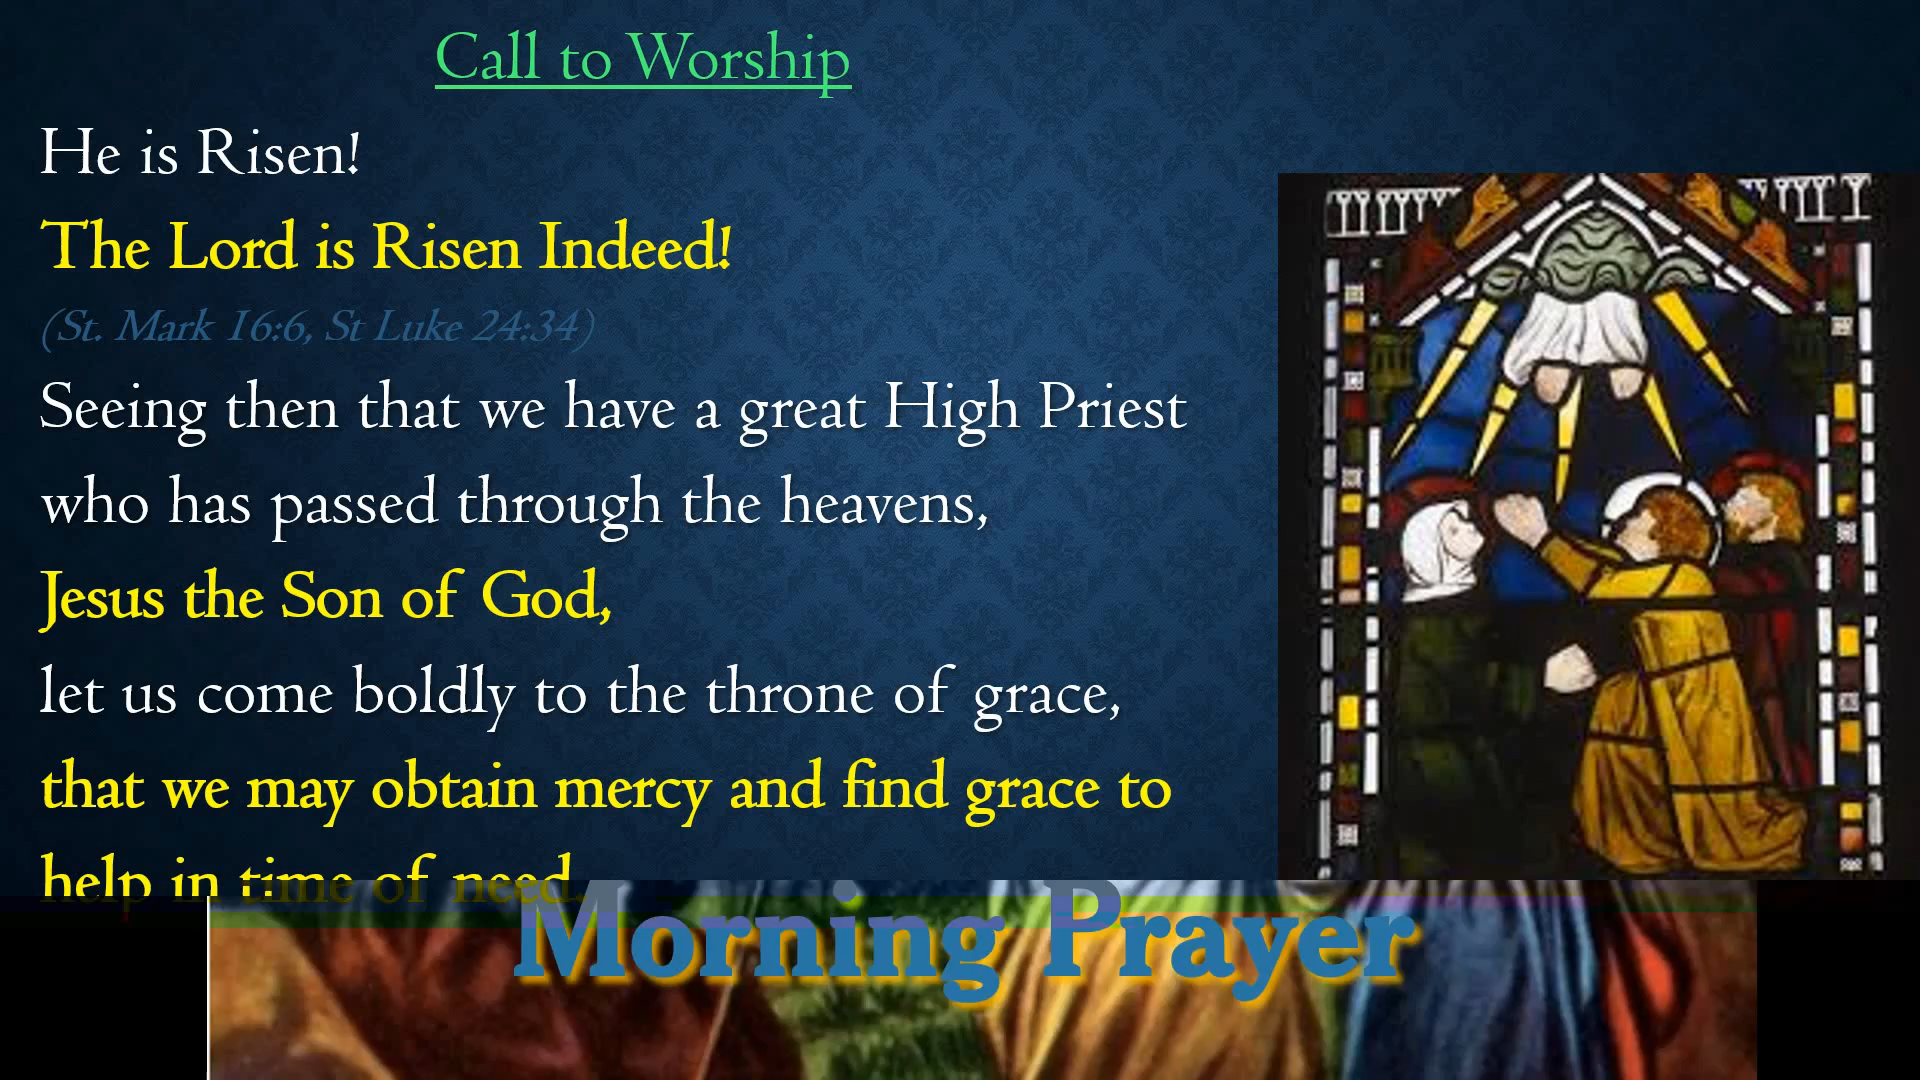 Call to Worship
He is Risen!
The Lord is Risen Indeed!
(St. Mark 16:6, St Luke 24:34)
Seeing then that we have a great High Priest
who has passed through the heavens,
Jesus the Son of God,
let us come boldly to the throne of grace,
that we may obtain mercy and find grace to
help in time of need.
Morning Prayer